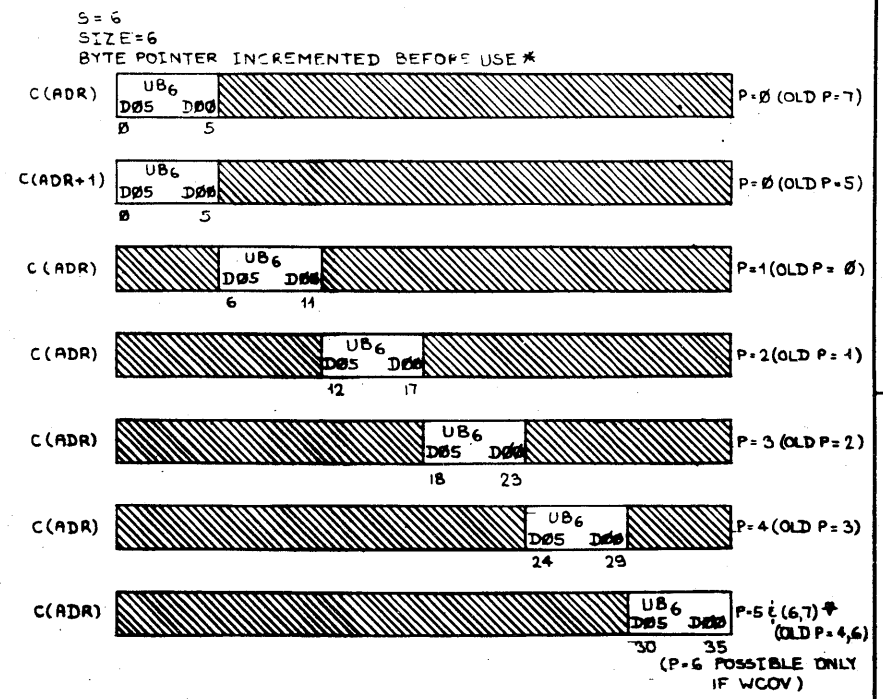 S = 6
SIZE=6
BYTE POINTER INCREMENTED BEFORE USE*
C(ADR) UB6 P=Ø (OLD P=7)
DØ5 DØØ
Ø 5
C(ADR+1) UB6 P=Ø (OLD P=5)
DØ5 DØØ
Ø 5
C(ADR) UB6 P=1 (OLD P= Ø)
DØ5 DØØ
6 11
C(ADR) UB6 P=2 (OLD P=1)
DØ5 DØØ
12 17
C(ADR) UB6 P=3 (OLD P=2)
DØ5 DØØ
18 23
C(ADR) UB6 P=4 (OLD P=3)
DØ5 DØØ
24 29
C(ADR) UB6 P=5 (6,7)*
DØ5 DØØ (OLD P=4,6)
30 35
(P=6 POSSIBLE ONLY
IF WCOV)